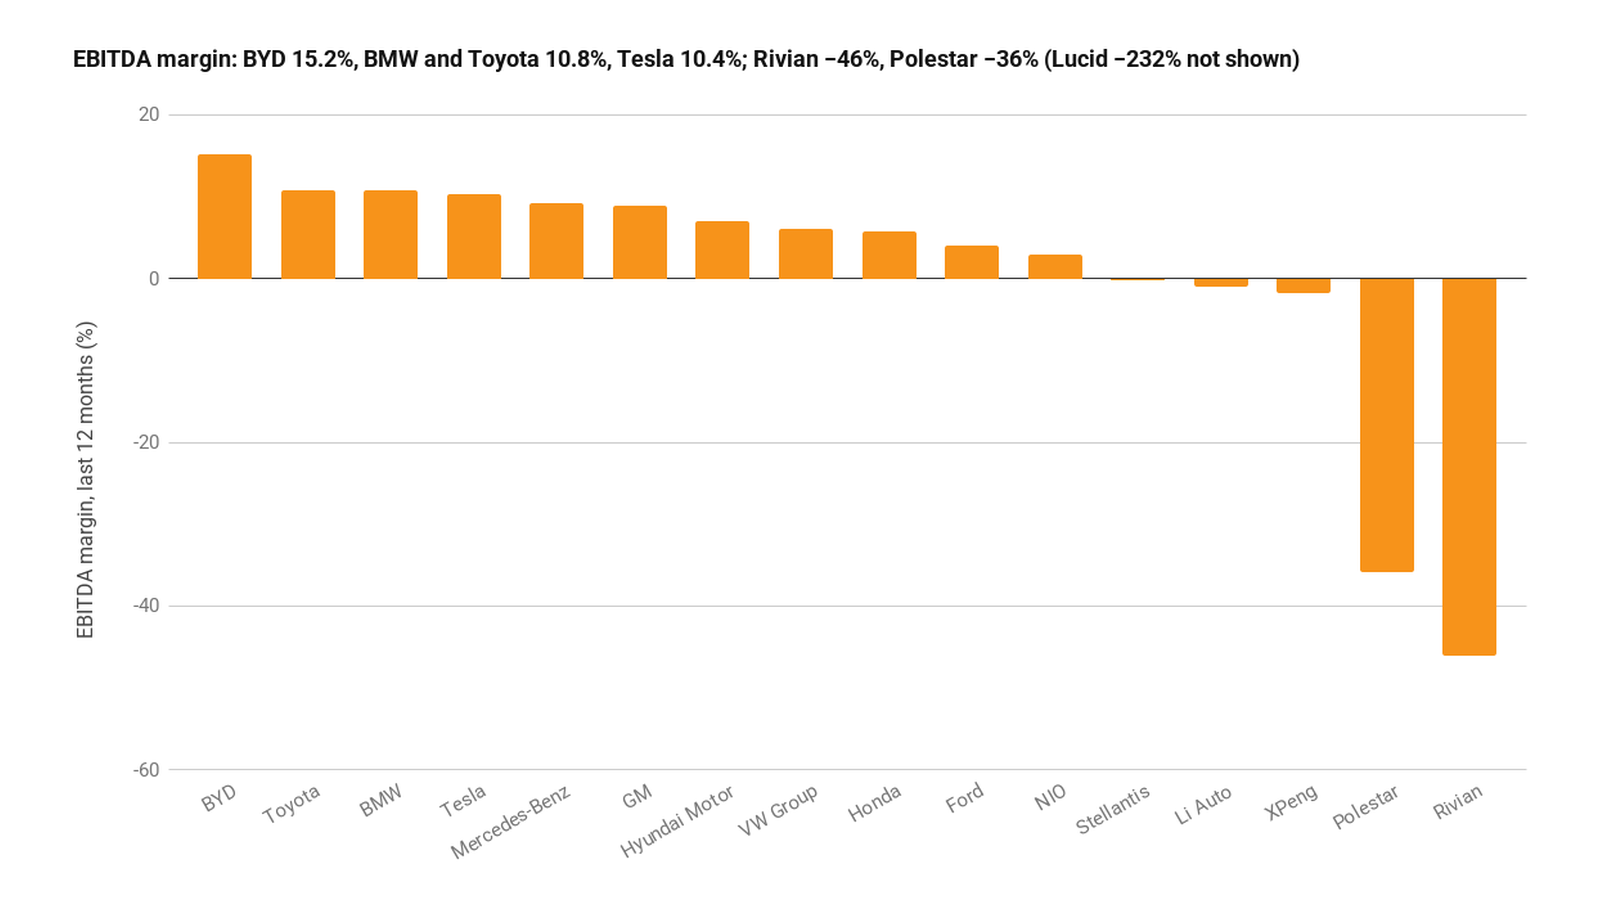 EBITDA margin: BYD 15.2%, BMW and Toyota 10.8%, Tesla 10.4%; Rivian −46%, Polestar −36% (Lucid −232% not shown)
EBITDA margin, last 12 months (%)
20
0
-20
-40
-60
BYD
Toyota
BMW
Tesla
Mercedes-Benz
GM
Hyundai Motor
VW Group
Honda
Ford
NIO
Stellantis
Li Auto
XPeng
Polestar
Rivian